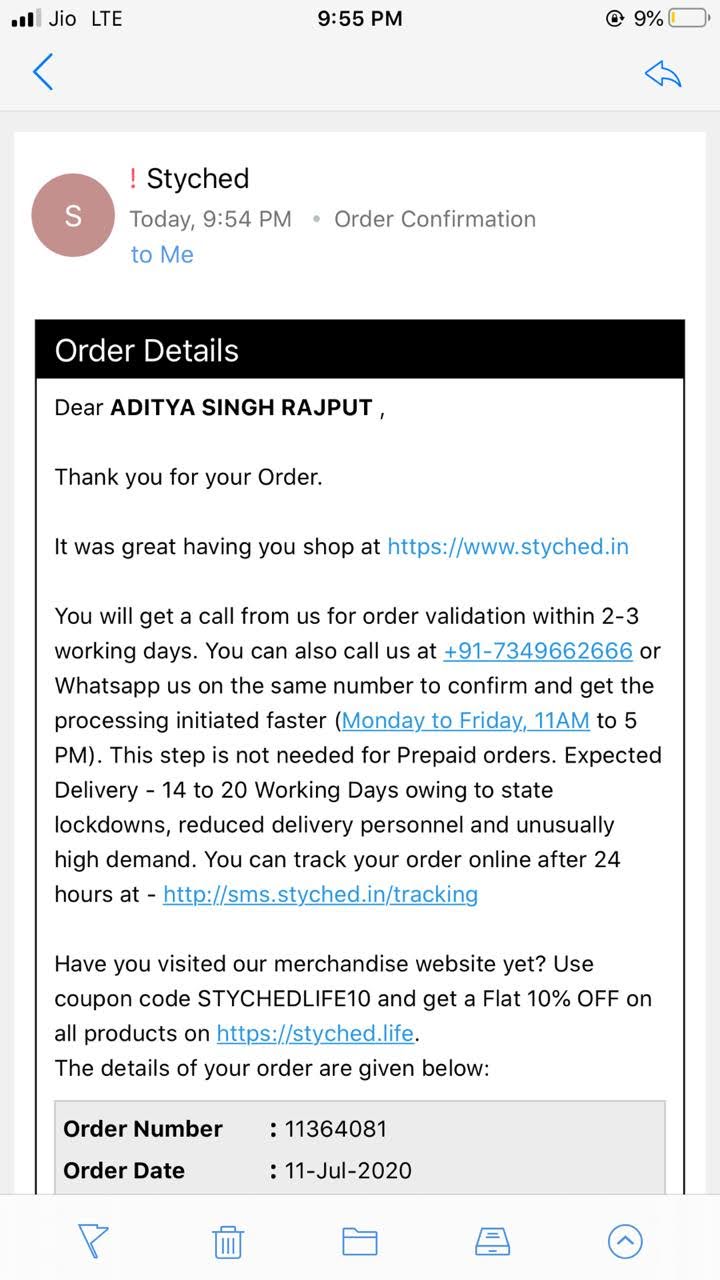 Jio LTE 9:55 PM 9%
! Styched
S
Today, 9:54 PM • Order Confirmation
to Me
Order Details
Dear ADITYA SINGH RAJPUT ,
Thank you for your Order.
It was great having you shop at https://www.styched.in
You will get a call from us for order validation within 2-3
working days. You can also call us at +91-7349662666 or
Whatsapp us on the same number to confirm and get the
processing initiated faster (Monday to Friday, 11AM to 5
PM). This step is not needed for Prepaid orders. Expected
Delivery - 14 to 20 Working Days owing to state
lockdowns, reduced delivery personnel and unusually
high demand. You can track your order online after 24
hours at - http://sms.styched.in/tracking
Have you visited our merchandise website yet? Use
coupon code STYCHEDLIFE10 and get a Flat 10% OFF on
all products on https://styched.life.
The details of your order are given below:
Order Number : 11364081
Order Date : 11-Jul-2020